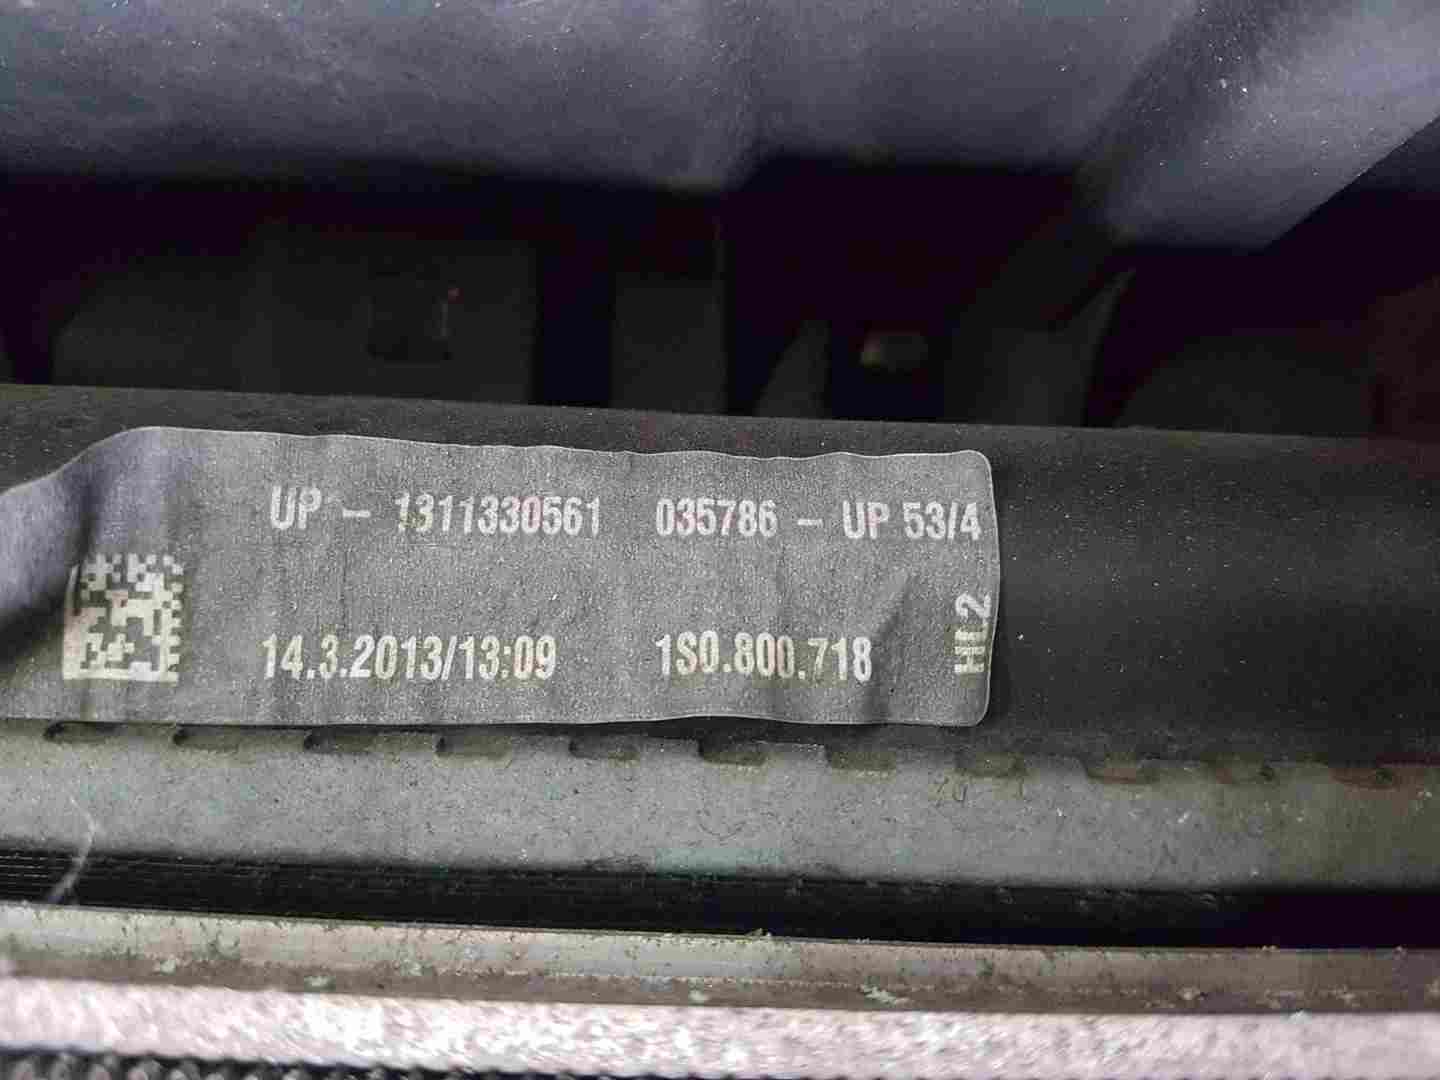 UP - 1311330561 035786 - UP 53/4
14.3.2013/13:09 1S0.800.718
HL2